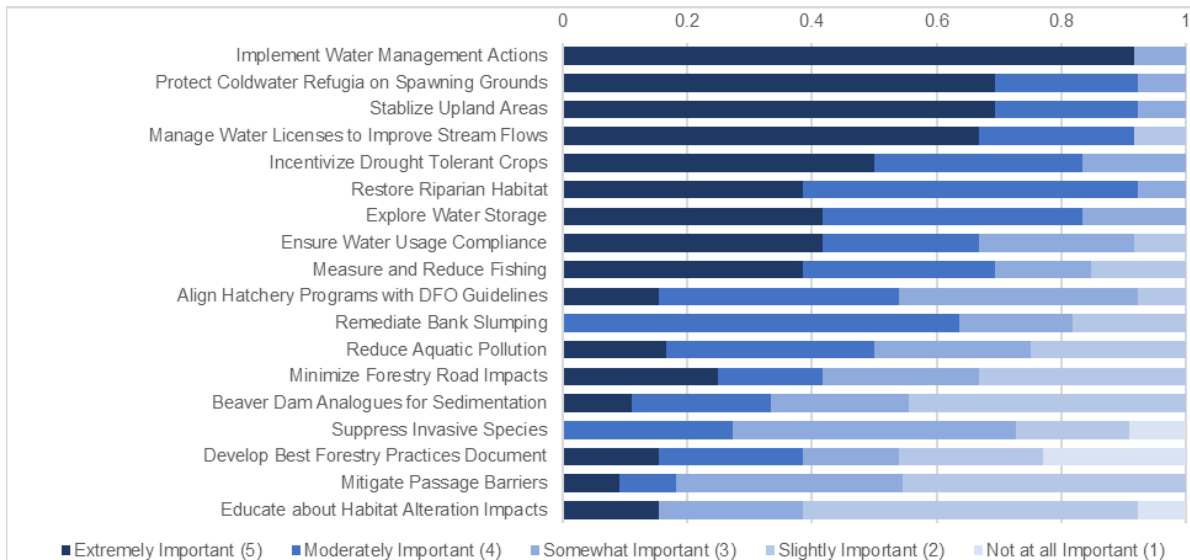 0 0.2 0.4 0.6 0.8 1
Implement Water Management Actions
Protect Coldwater Refugia on Spawning Grounds
Stablize Upland Areas
Manage Water Licenses to Improve Stream Flows
Incentivize Drought Tolerant Crops
Restore Riparian Habitat
Explore Water Storage
Ensure Water Usage Compliance
Measure and Reduce Fishing
Align Hatchery Programs with DFO Guidelines
Remediate Bank Slumping
Reduce Aquatic Pollution
Minimize Forestry Road Impacts
Beaver Dam Analogues for Sedimentation
Suppress Invasive Species
Develop Best Forestry Practices Document
Mitigate Passage Barriers
Educate about Habitat Alteration Impacts
Extremely Important (5) Moderately Important (4) Somewhat Important (3) Slightly Important (2) Not at all Important (1)